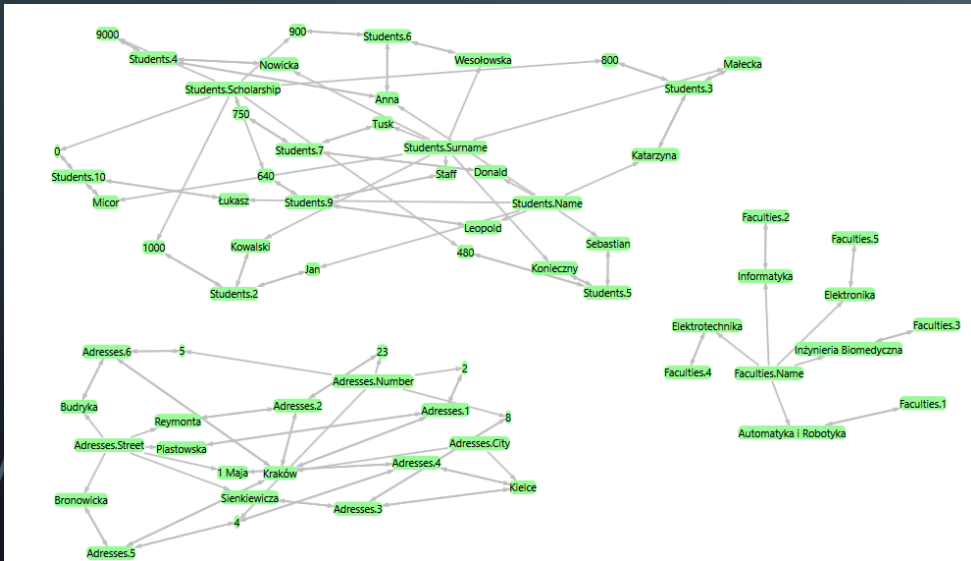 9000
900
Students.6
Students.4
Nowicka
Wesołowska
800
Małecka
Students.Scholarship
Students.3
Anna
750
Tusk
Students.7
Students.Surname
0
Katarzyna
Students.10
640
Staff
Donald
Micor
Łukasz
Students.9
Students.Name
Leopold
Faculties.2
1000
Kowalski
480
Sebastian
Faculties.5
Jan
Konieczny
Informatyka
Students.2
Students.5
Elektronika
Elektrotechnika
Faculties.3
Adresses.6
5
23
Inżynieria Biomedyczna
Adresses.Number
2
Faculties.4
Faculties.Name
Budryka
Adresses.2
Adresses.1
Faculties.1
Reymonta
8
Adresses.Street
Piastowska
Adresses.City
Automatyka i Robotyka
1 Maja
Kraków
Adresses.4
Bronowicka
Sienkiewicza
Kielce
Adresses.3
4
Adresses.5